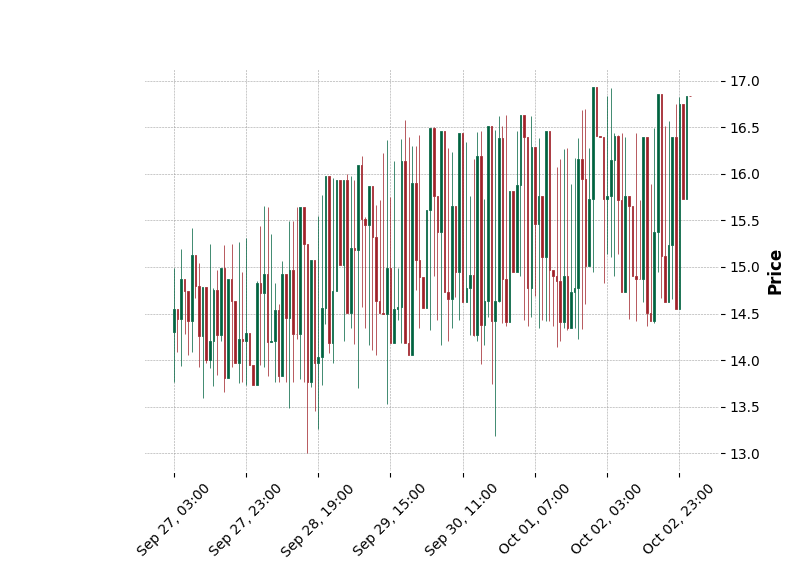 17.0
16.5
16.0
15.5
15.0
14.5
14.0
13.5
13.0
Price
Sep 27, 03:00
Sep 27, 23:00
Sep 28, 19:00
Sep 29, 15:00
Sep 30, 11:00
Oct 01, 07:00
Oct 02, 03:00
Oct 02, 23:00